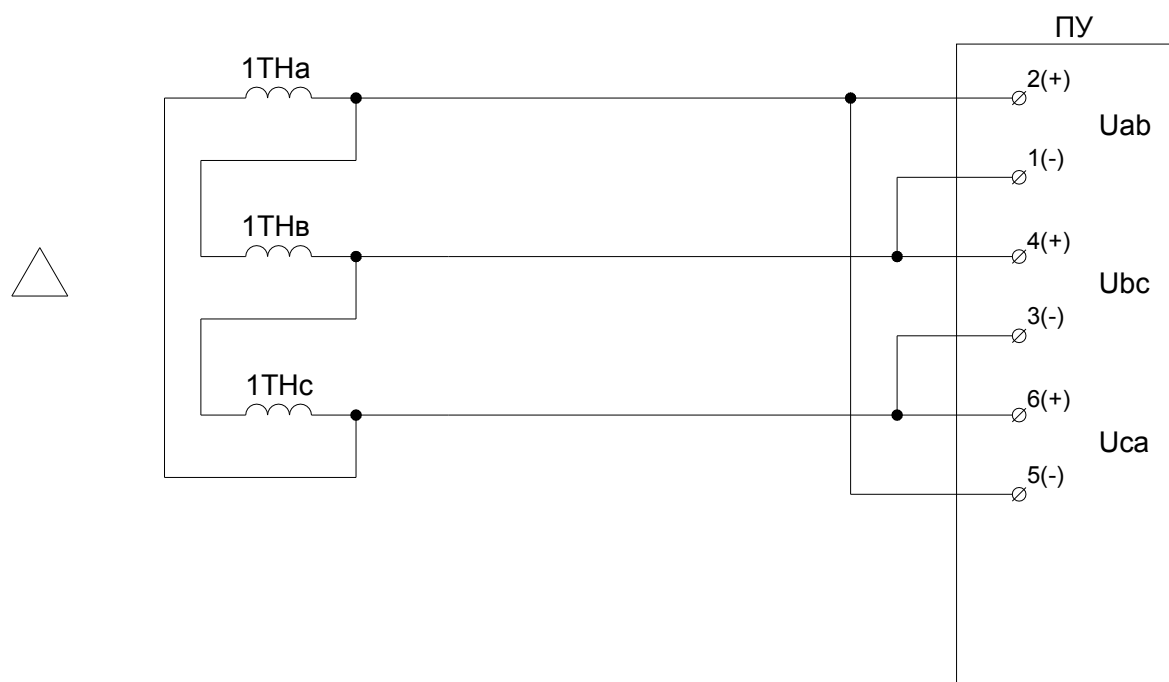 ПУ
1ТНа
2(+)
Uab
1(-)
1ТНв
4(+)
Ubc
3(-)
1ТНс
6(+)
Uca
5(-)